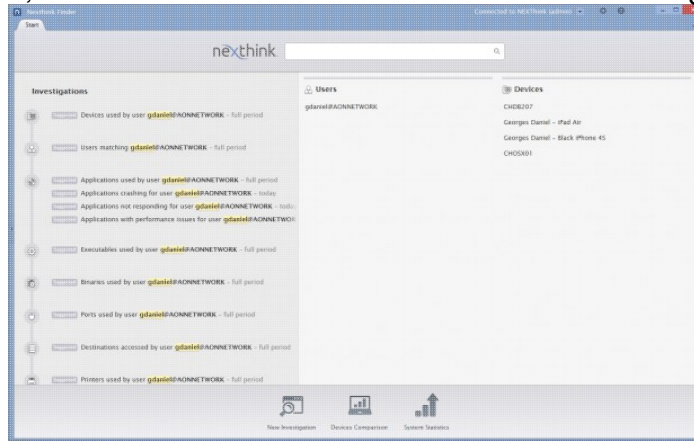 Nexthink Finder
Connected to NEXThink (admin)
Start
nexthink
Investigations
Devices used by user gdaniel@AONNETWORK - full period
Users matching gdaniel@AONNETWORK - full period
Applications used by user gdaniel@AONNETWORK - full period
Applications crashing for user gdaniel@AONNETWORK - today
Applications not responding for user gdaniel@AONNETWORK - today
Applications with performance issues for user gdaniel@AONNETWOR
Executables used by user gdaniel@AONNETWORK - full period
Binaries used by user gdaniel@AONNETWORK - full period
Ports used by user gdaniel@AONNETWORK - full period
Destinations accessed by user gdaniel@AONNETWORK - full period
Printers used by user gdaniel@AONNETWORK - full period
Users
gdaniel@AONNETWORK
Devices
CHDB207
Georges Daniel - iPad Air
Georges Daniel - Black iPhone 4S
CHOSX01
New Investigation
Devices Comparison
System Statistics